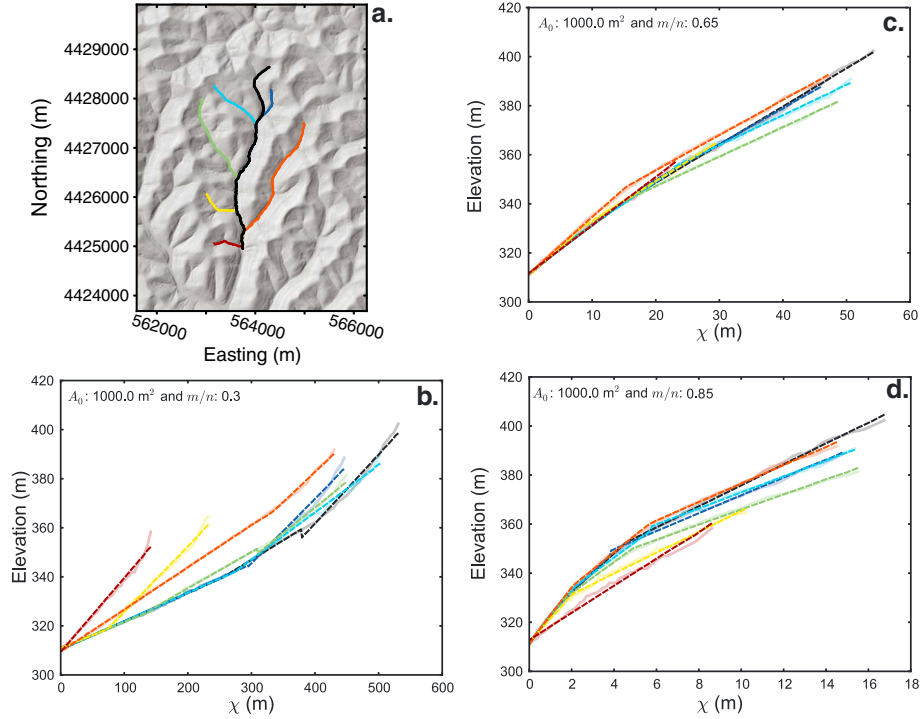 a.
Northing (m)
4429000
4428000
4427000
4426000
4425000
4424000
562000
564000
566000
Easting (m)
c.
A₀: 1000.0 m² and m/n: 0.65
Elevation (m)
420
400
380
360
340
320
300
0 10 20 30 40 50 60
χ (m)
b.
A₀: 1000.0 m² and m/n: 0.3
Elevation (m)
420
400
380
360
340
320
300
0 100 200 300 400 500 600
χ (m)
d.
A₀: 1000.0 m² and m/n: 0.85
Elevation (m)
420
400
380
360
340
320
300
0 2 4 6 8 10 12 14 16 18
χ (m)